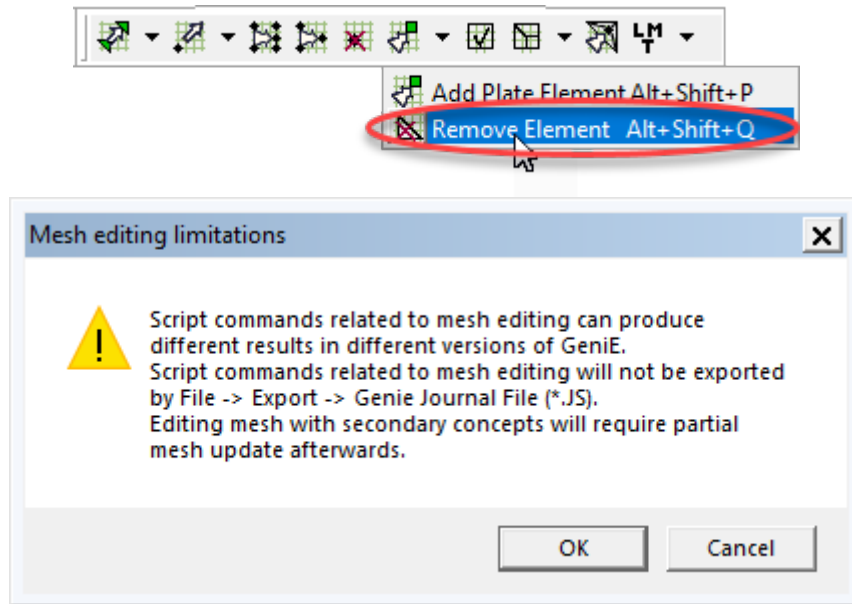 LMT
Add Plate Element Alt+Shift+P
Remove Element Alt+Shift+Q
Mesh editing limitations
Script commands related to mesh editing can produce
different results in different versions of GeniE.
Script commands related to mesh editing will not be exported
by File -> Export -> Genie Journal File (*.JS).
Editing mesh with secondary concepts will require partial
mesh update afterwards.
OK
Cancel